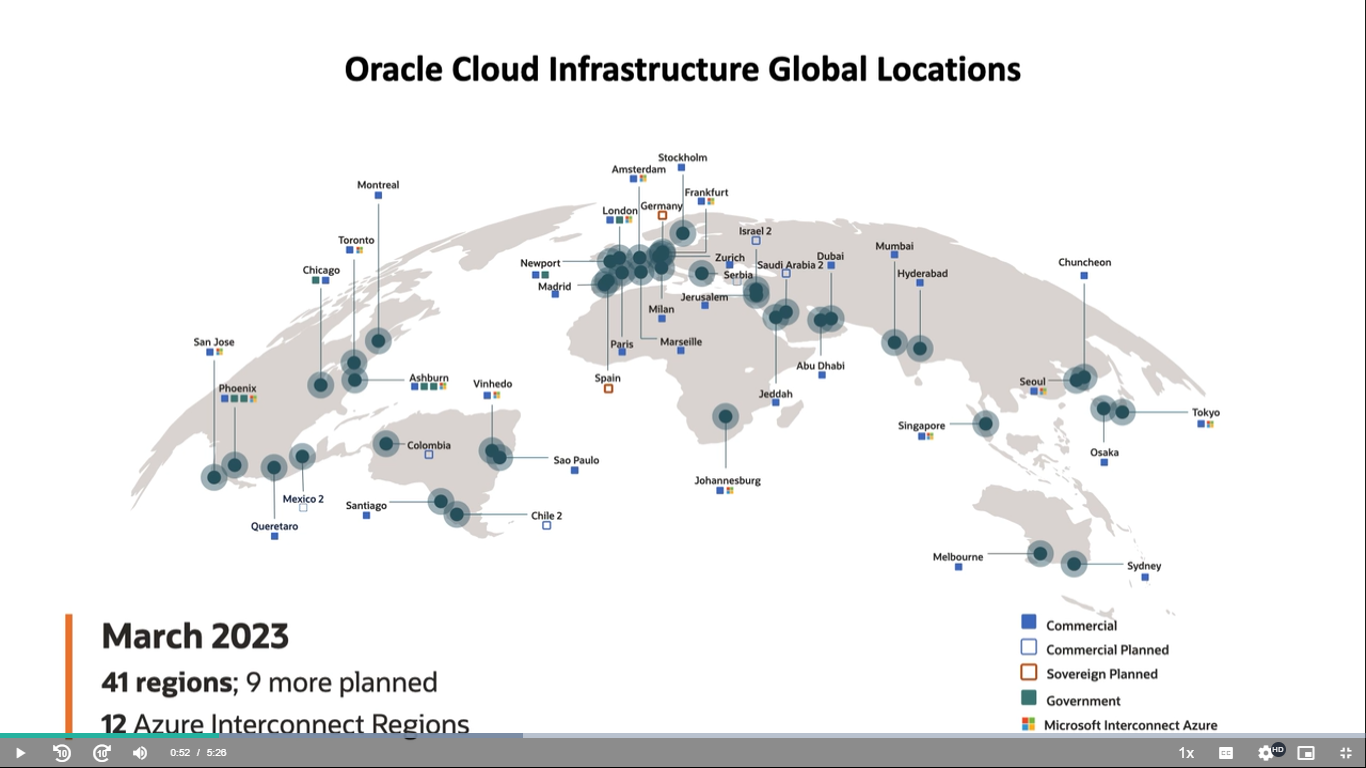 Oracle Cloud Infrastructure Global Locations
Stockholm
Amsterdam
Montreal
Frankfurt
Germany
London
Israel 2
Toronto
Mumbai
Zurich
Dubai
Newport
Saudi Arabia 2
Chuncheon
Chicago
Serbia
Hyderabad
Madrid
Jerusalem
Milan
San Jose
Paris
Marseille
Abu Dhabi
Ashburn
Spain
Vinhedo
Seoul
Phoenix
Jeddah
Tokyo
Singapore
Colombia
Osaka
Sao Paulo
Johannesburg
Mexico 2
Santiago
Chile 2
Queretaro
Melbourne
Sydney
March 2023
41 regions; 9 more planned
12 Azure Interconnect Regions
Commercial
Commercial Planned
Sovereign Planned
Government
Microsoft Interconnect Azure
10
10
0:52 / 5:26
1x
CC
HD